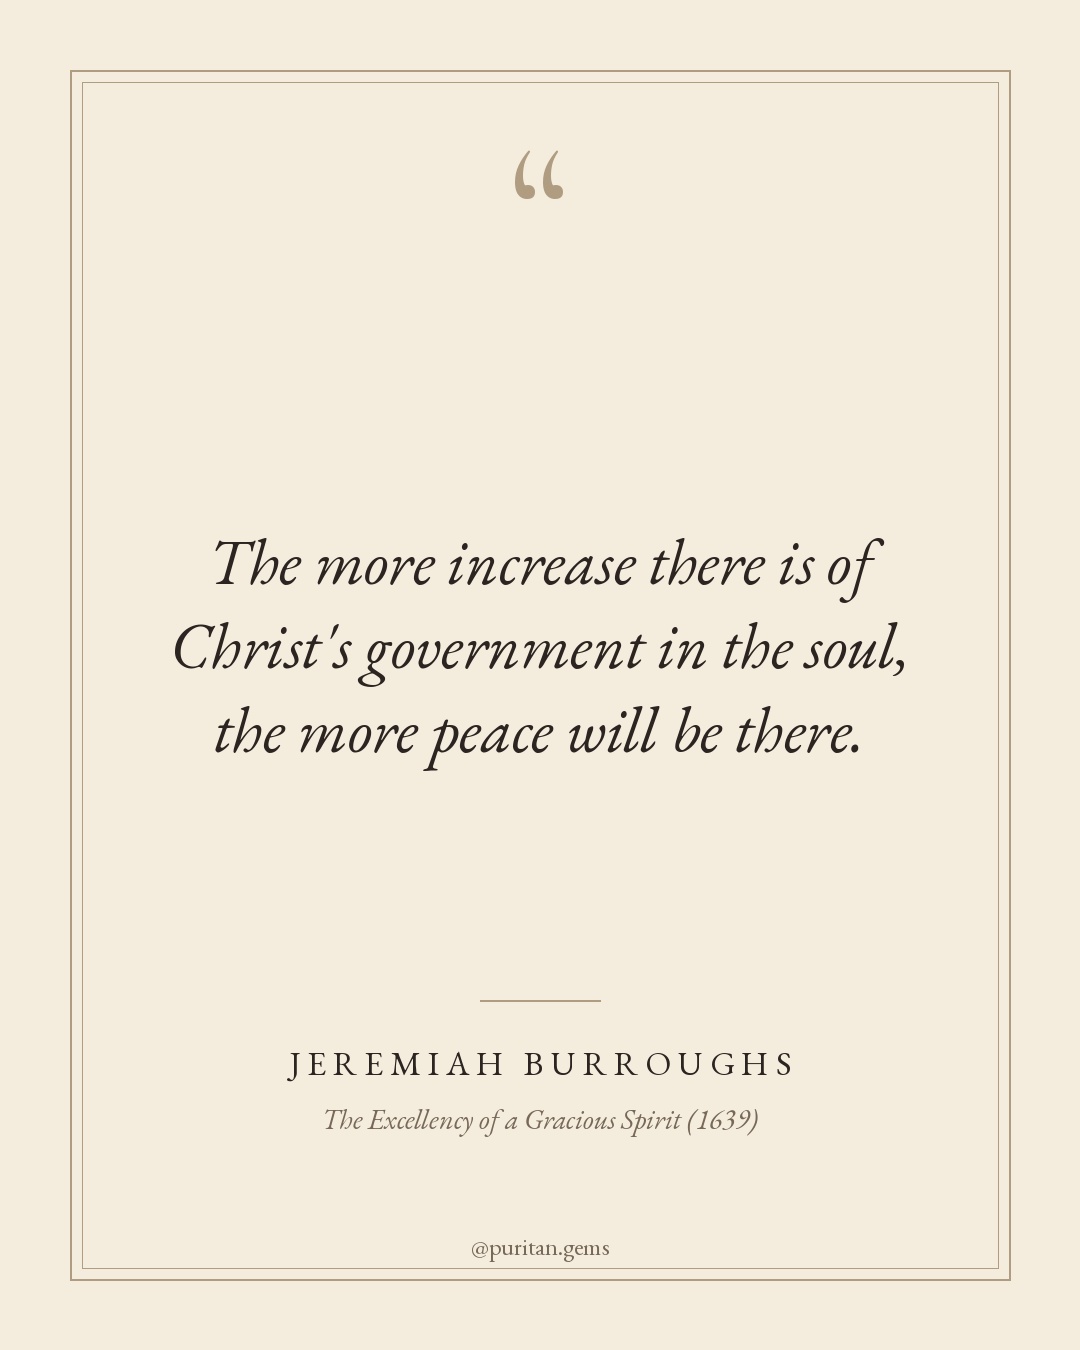 “
The more increase there is of
Christ's government in the soul,
the more peace will be there.
JEREMIAH BURROUGHS
The Excellency of a Gracious Spirit (1639)
@puritan.gems